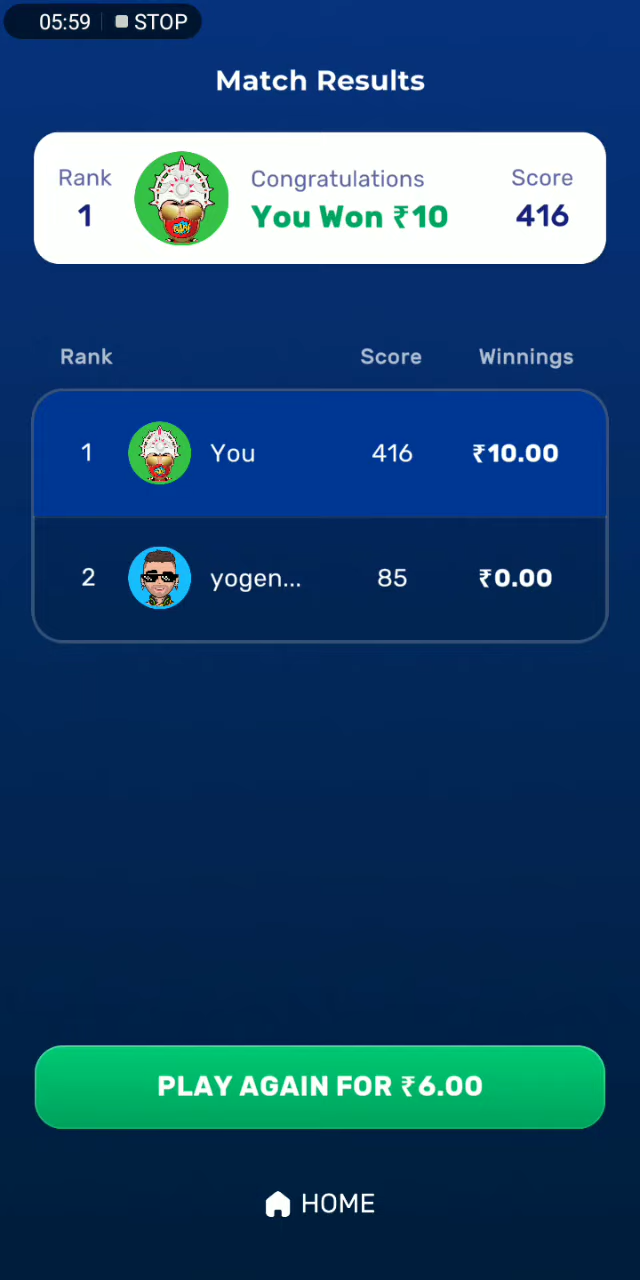 05:59 STOP
Match Results
Rank Congratulations Score
1 You Won ₹10 416
Rank Score Winnings
1 You 416 ₹10.00
2 yogen... 85 ₹0.00
PLAY AGAIN FOR ₹6.00
HOME